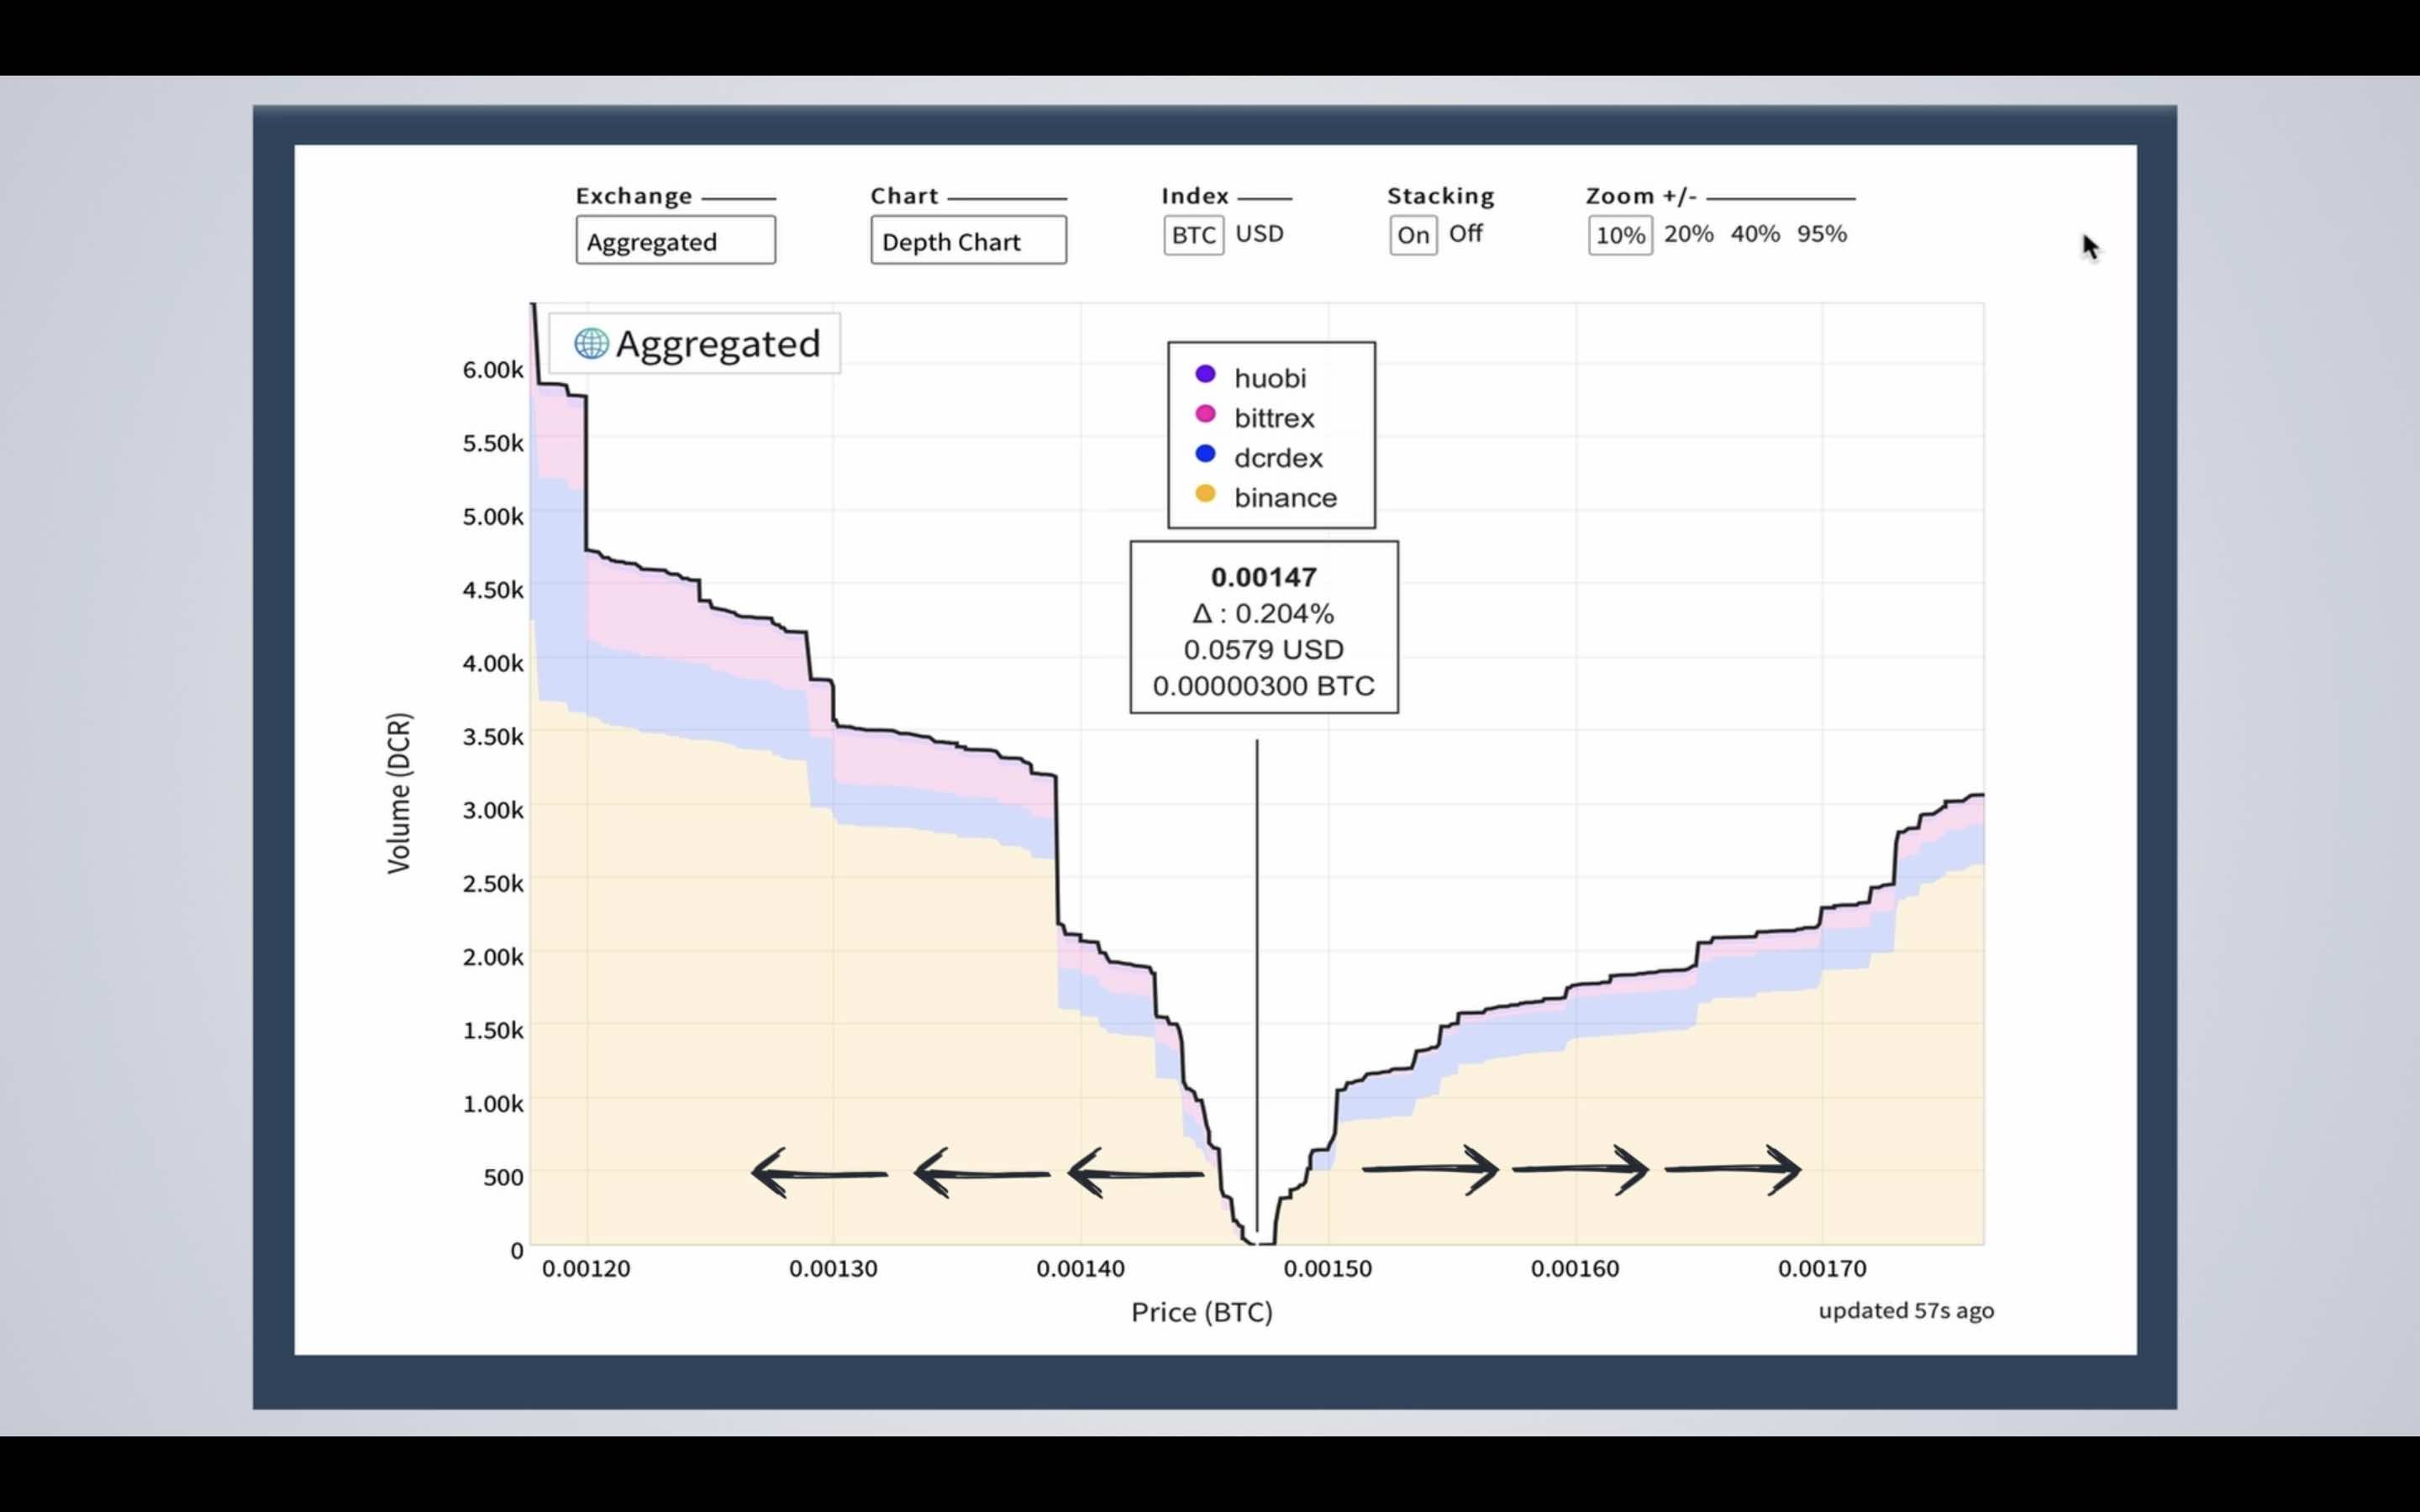 Exchange Chart Index Stacking Zoom +/-
Aggregated Depth Chart BTC USD On Off 10% 20% 40% 95%
Aggregated
huobi
bittrex
dcrdex
binance
0.00147
Δ : 0.204%
0.0579 USD
0.00000300 BTC
Volume (DCR)
6.00k
5.50k
5.00k
4.50k
4.00k
3.50k
3.00k
2.50k
2.00k
1.50k
1.00k
500
0
0.00120 0.00130 0.00140 0.00150 0.00160 0.00170
Price (BTC)
updated 57s ago